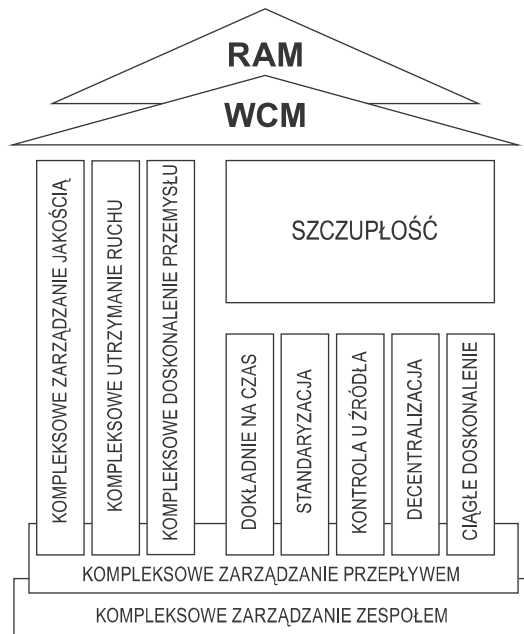 RAM
WCM
KOMPLEKSOWE ZARZĄDZANIE JAKOŚCIĄ
KOMPLEKSOWE UTRZYMANIE RUCHU
KOMPLEKSOWE DOSKONALENIE PRZEMYSŁU
SZCZUPŁOŚĆ
DOKŁADNIE NA CZAS
STANDARYZACJA
KONTROLA U ŹRÓDŁA
DECENTRALIZACJA
CIĄGŁE DOSKONALENIE
KOMPLEKSOWE ZARZĄDZANIE PRZEPŁYWEM
KOMPLEKSOWE ZARZĄDZANIE ZESPOŁEM